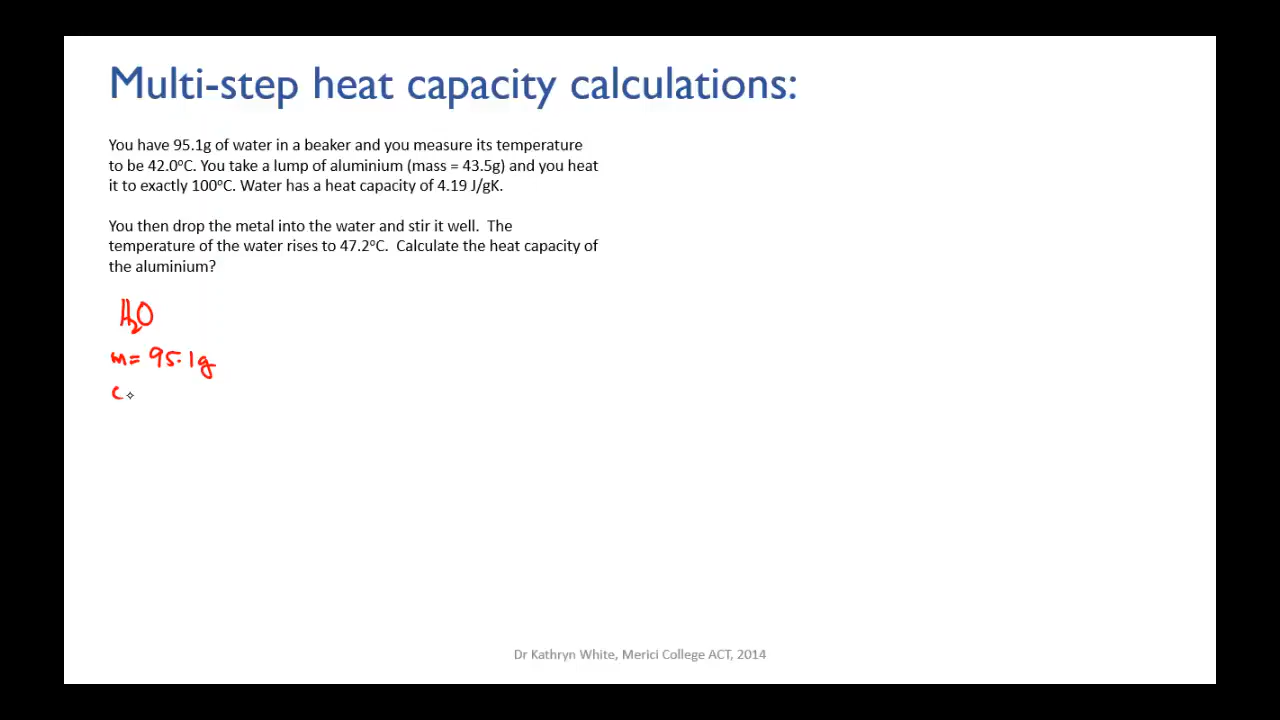 Multi-step heat capacity calculations:
You have 95.1g of water in a beaker and you measure its temperature
to be 42.0°C. You take a lump of aluminium (mass = 43.5g) and you heat
it to exactly 100°C. Water has a heat capacity of 4.19 J/gK.
You then drop the metal into the water and stir it well. The
temperature of the water rises to 47.2°C. Calculate the heat capacity of
the aluminium?
H₂O
m = 95.1g
c
Dr Kathryn White, Merici College ACT, 2014